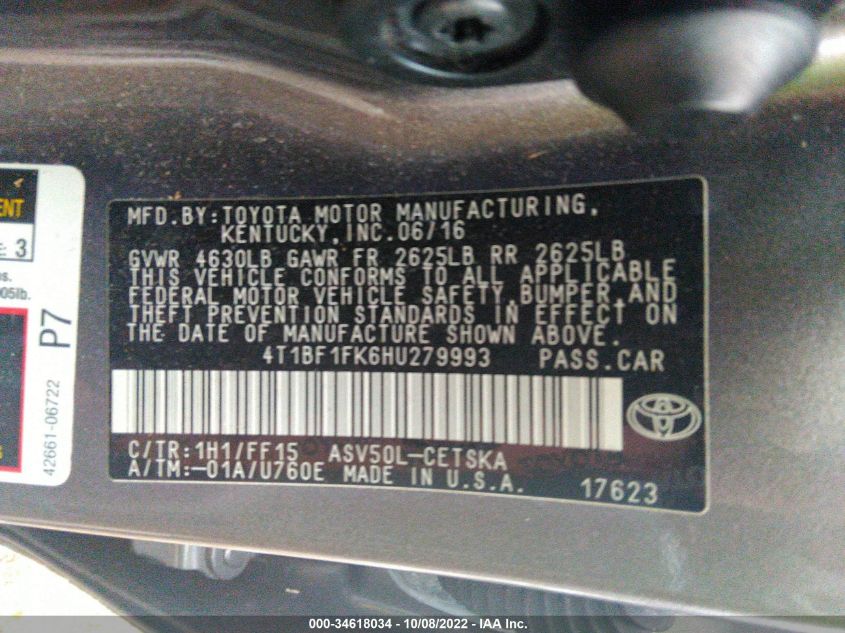 MFD.BY:TOYOTA MOTOR MANUFACTURING,
KENTUCKY,INC.06/16
GVWR 4630LB GAWR FR 2625LB RR 2625LB
THIS VEHICLE CONFORMS TO ALL APPLICABLE
FEDERAL MOTOR VEHICLE SAFETY,BUMPER,AND
THEFT PREVENTION STANDARDS IN EFFECT ON
THE DATE OF MANUFACTURE SHOWN ABOVE.
4T1BF1FK6HU279993 PASS.CAR
C/TR:1H1/FF15 ASV50L-CETSKA
A/TM:-01A/U760E MADE IN U.S.A. 17623
3
P7
42661-06722
000-34618034 - 10/08/2022 - IAA Inc.